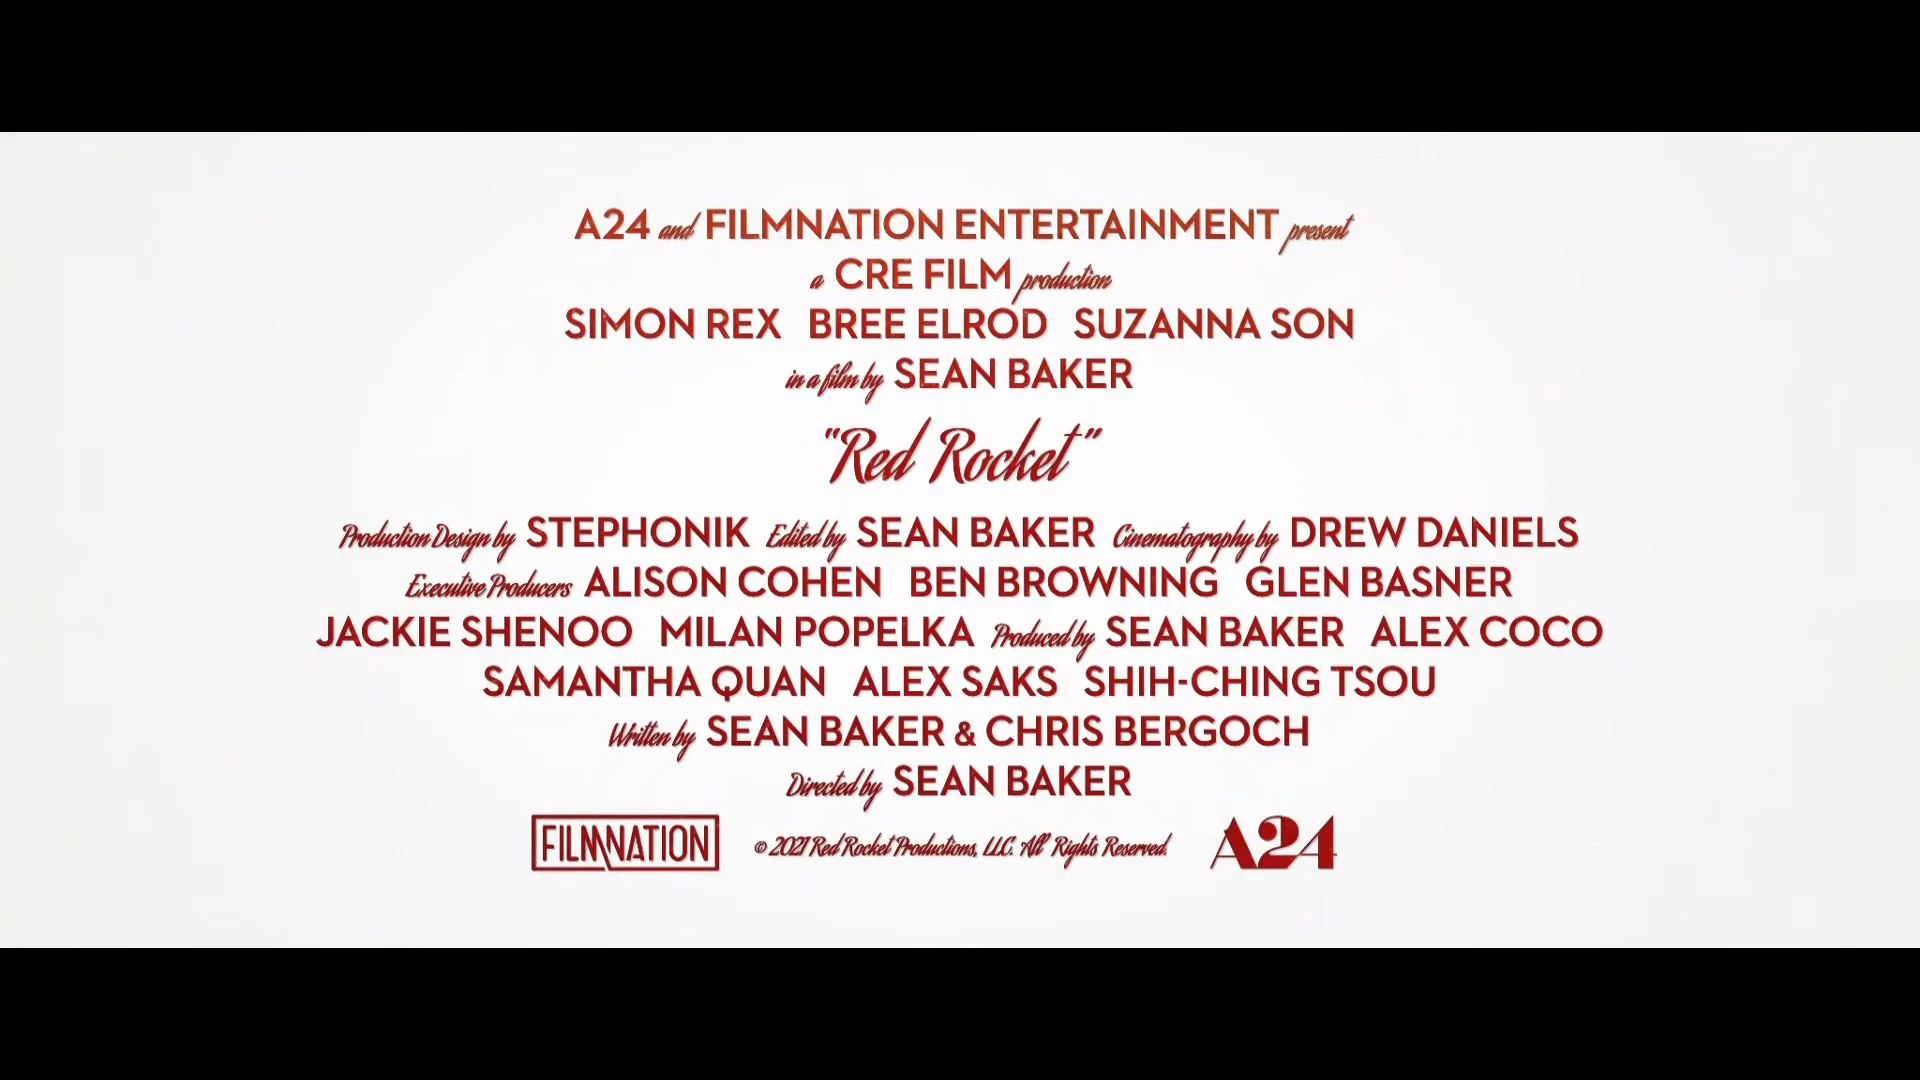 A24 and FILMNATION ENTERTAINMENT present
a CRE FILM production
SIMON REX BREE ELROD SUZANNA SON
in a film by SEAN BAKER
"Red Rocket"
Production Design by STEPHONIK Edited by SEAN BAKER Cinematography by DREW DANIELS
Executive Producers ALISON COHEN BEN BROWNING GLEN BASNER
JACKIE SHENOO MILAN POPELKA Produced by SEAN BAKER ALEX COCO
SAMANTHA QUAN ALEX SAKS SHIH-CHING TSOU
Written by SEAN BAKER & CHRIS BERGOCH
Directed by SEAN BAKER
FILMNATION © 2021 Red Rocket Productions, LLC. All Rights Reserved. A24